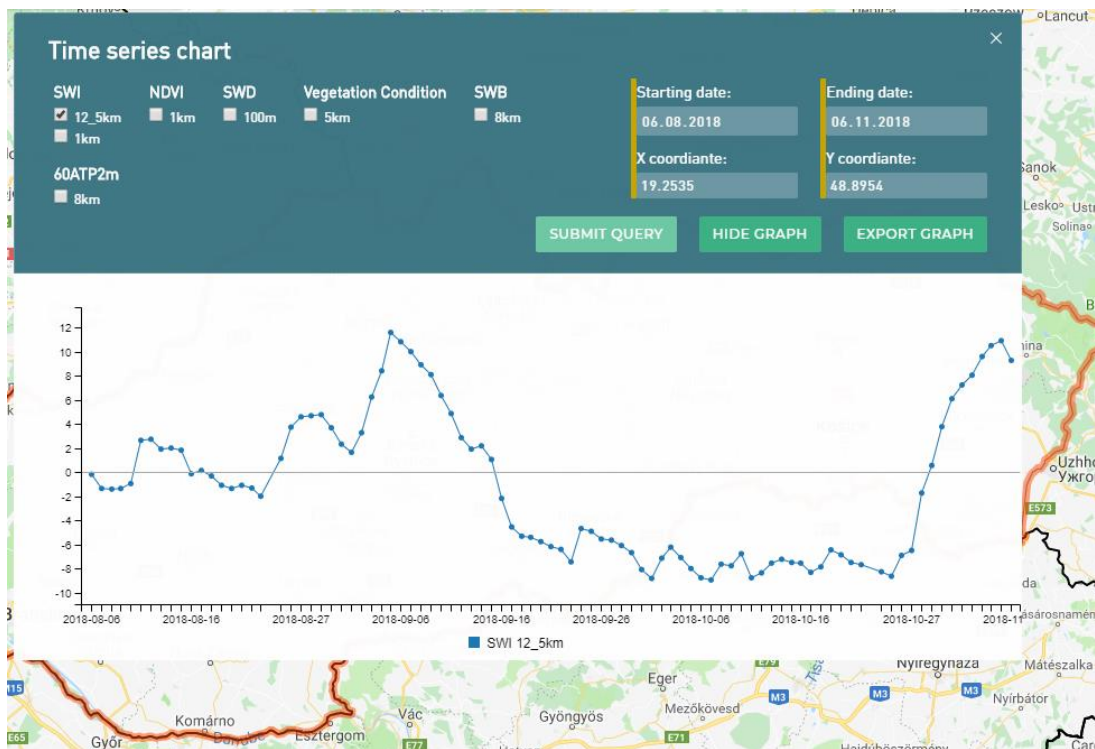 Lancut
Time series chart
×
SWI NDVI SWD Vegetation Condition SWB
12_5km 1km 100m 5km 8km
1km
60ATP2m
8km
Starting date: Ending date:
06.08.2018 06.11.2018
X coordiante: Y coordiante:
19.2535 48.8954
SUBMIT QUERY HIDE GRAPH EXPORT GRAPH
Sanok
Lesko
Solina
12
10
8
6
4
2
0
-2
-4
-6
-8
-10
2018-08-06 2018-08-16 2018-08-27 2018-09-06 2018-09-16 2018-09-26 2018-10-06 2018-10-16 2018-10-27 2018-11
SWI 12_5km
E573
E79
Nyíregyháza
Mátészalka
M15
Eger
M3
M3
M3
Nyírbátor
Vác
Mezőkövesd
Komárno
Gyöngyös
E65
Győr
Esztergom
E77
E71